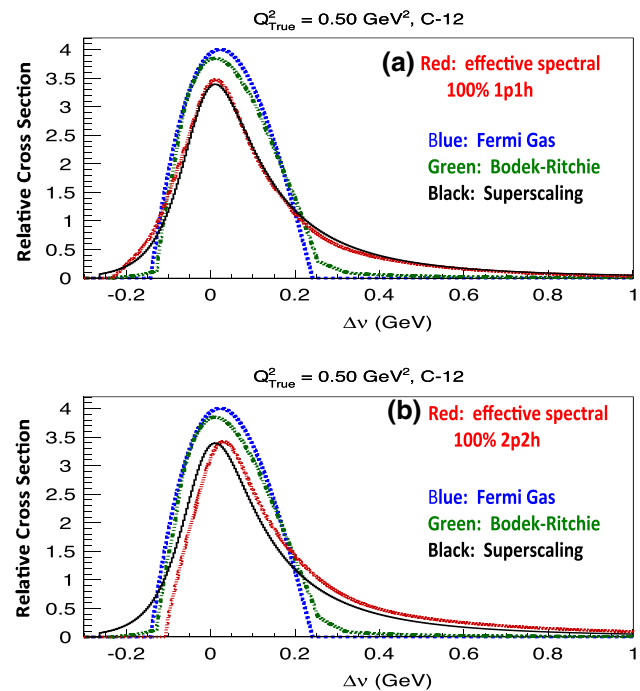 Q²True = 0.50 GeV², C-12
(a) Red: effective spectral
100% 1p1h
Blue: Fermi Gas
Green: Bodek-Ritchie
Black: Superscaling
Relative Cross Section
4
3.5
3
2.5
2
1.5
1
0.5
0
-0.2 0 0.2 0.4 0.6 0.8 1
Δν (GeV)
Q²True = 0.50 GeV², C-12
(b) Red: effective spectral
100% 2p2h
Blue: Fermi Gas
Green: Bodek-Ritchie
Black: Superscaling
Relative Cross Section
4
3.5
3
2.5
2
1.5
1
0.5
0
-0.2 0 0.2 0.4 0.6 0.8 1
Δν (GeV)